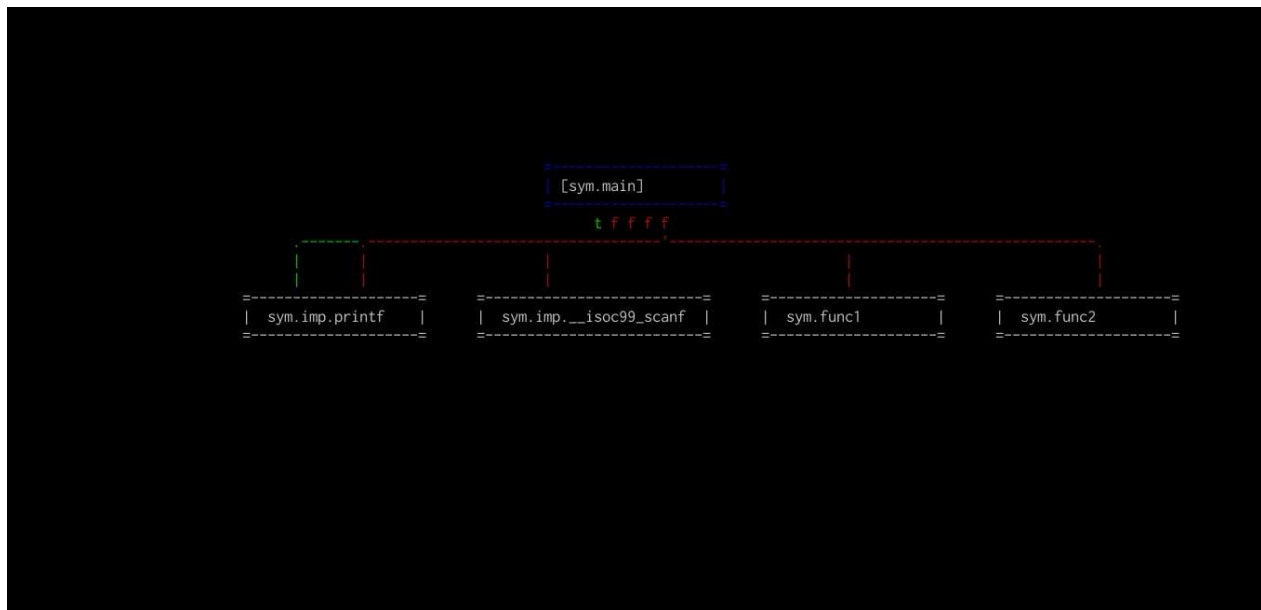 [sym.main]
t f f f f
sym.imp.printf
sym.imp.__isoc99_scanf
sym.func1
sym.func2